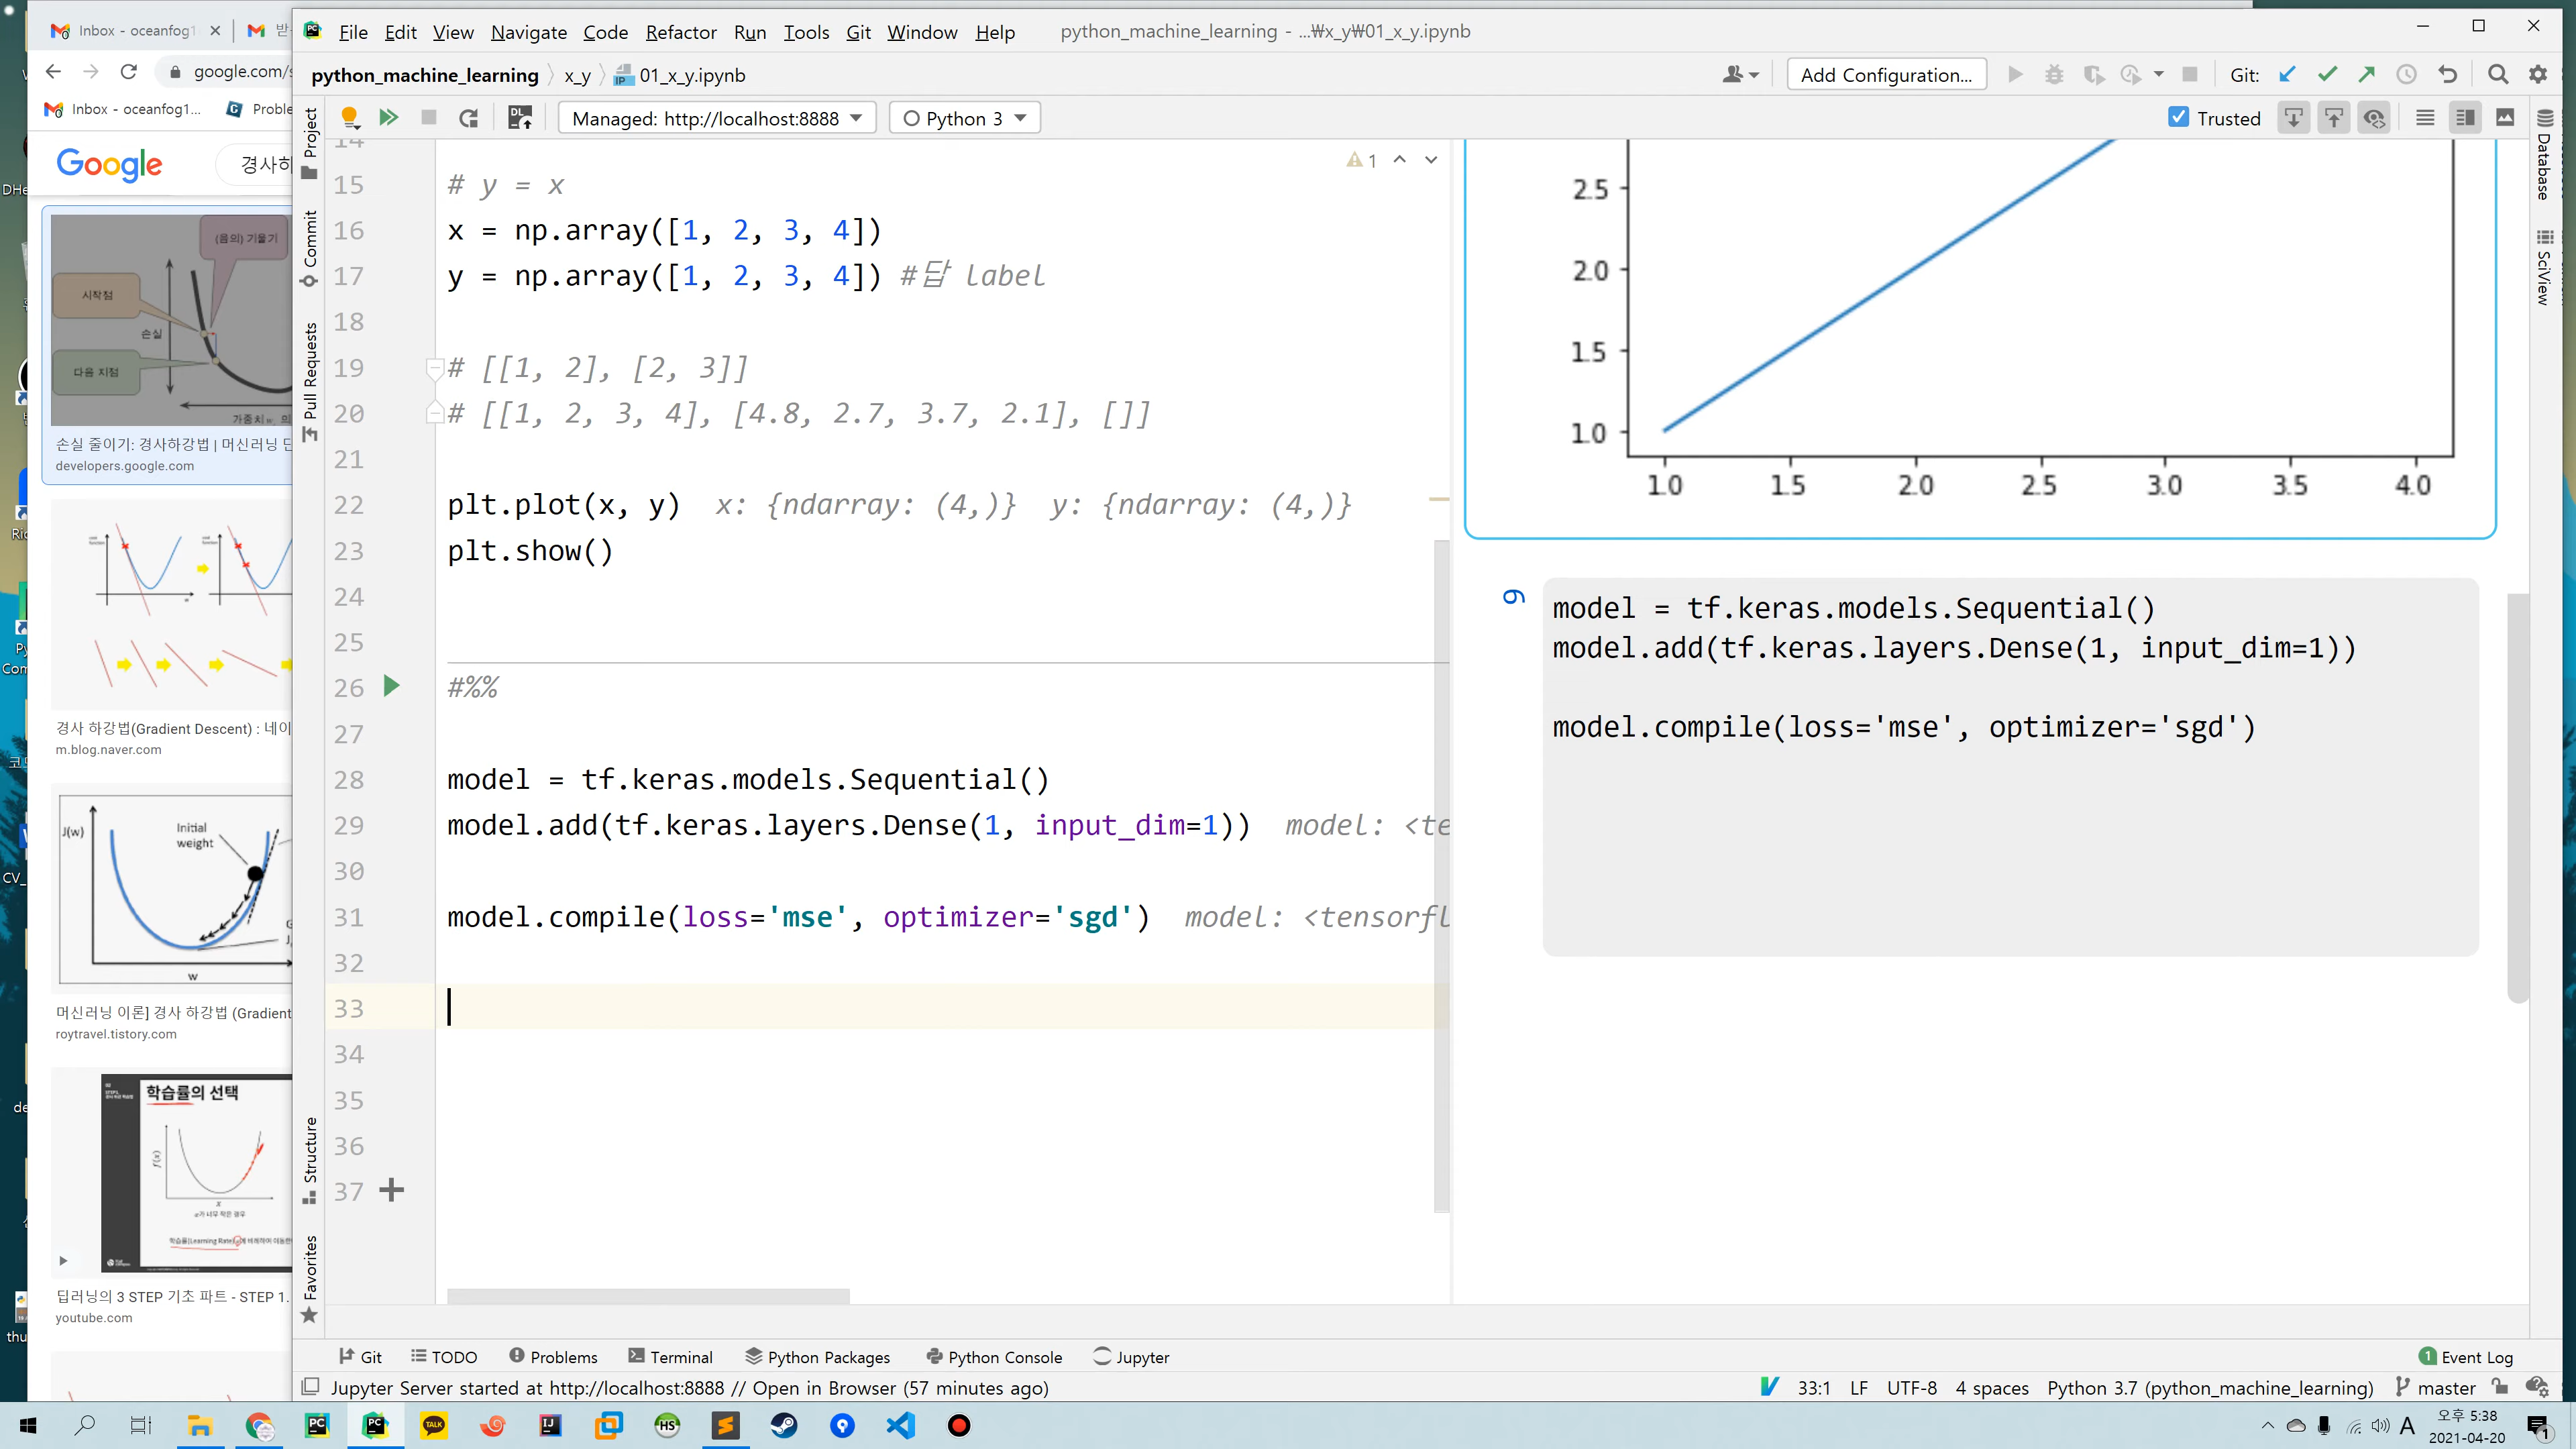 Inbox - oceanfog1
File Edit View Navigate Code Refactor Run Tools Git Window Help
python_machine_learning - ...₩x_y₩01_x_y.ipynb
google.com/s
python_machine_learning x_y 01_x_y.ipynb
Add Configuration...
Git:
Inbox - oceanfog1...
Proble
Managed: http://localhost:8888
Python 3
Trusted
Google
경사하
Project
Commit
Pull Requests
Structure
Favorites
Database
SciView
1
14
15 # y = x
16 x = np.array([1, 2, 3, 4])
17 y = np.array([1, 2, 3, 4]) #답 label
18
19 # [[1, 2], [2, 3]]
20 # [[1, 2, 3, 4], [4.8, 2.7, 3.7, 2.1], []]
21
22 plt.plot(x, y) x: {ndarray: (4,)} y: {ndarray: (4,)}
23 plt.show()
24
25
26 #%%
27
28 model = tf.keras.models.Sequential()
29 model.add(tf.keras.layers.Dense(1, input_dim=1)) model: <te
30
31 model.compile(loss='mse', optimizer='sgd') model: <tensorfl
32
33
34
35
36
37
2.5
2.0
1.5
1.0
1.0 1.5 2.0 2.5 3.0 3.5 4.0
model = tf.keras.models.Sequential()
model.add(tf.keras.layers.Dense(1, input_dim=1))
model.compile(loss='mse', optimizer='sgd')
(음의) 기울기
시작점
손실
다음 지점
손실 줄이기: 경사하강법 | 머신러닝 단
developers.google.com
경사 하강법(Gradient Descent) : 네이
m.blog.naver.com
J(w)
Initial
weight
w
머신러닝 이론] 경사 하강법 (Gradient
roytravel.tistory.com
학습률의 선택
f(x)
x
딥러닝의 3 STEP 기초 파트 - STEP 1.
youtube.com
Git TODO Problems Terminal Python Packages Python Console Jupyter
1 Event Log
Jupyter Server started at http://localhost:8888 // Open in Browser (57 minutes ago)
33:1 LF UTF-8 4 spaces Python 3.7 (python_machine_learning) master
TALK
HS
A
오후 5:38
2021-04-20
1